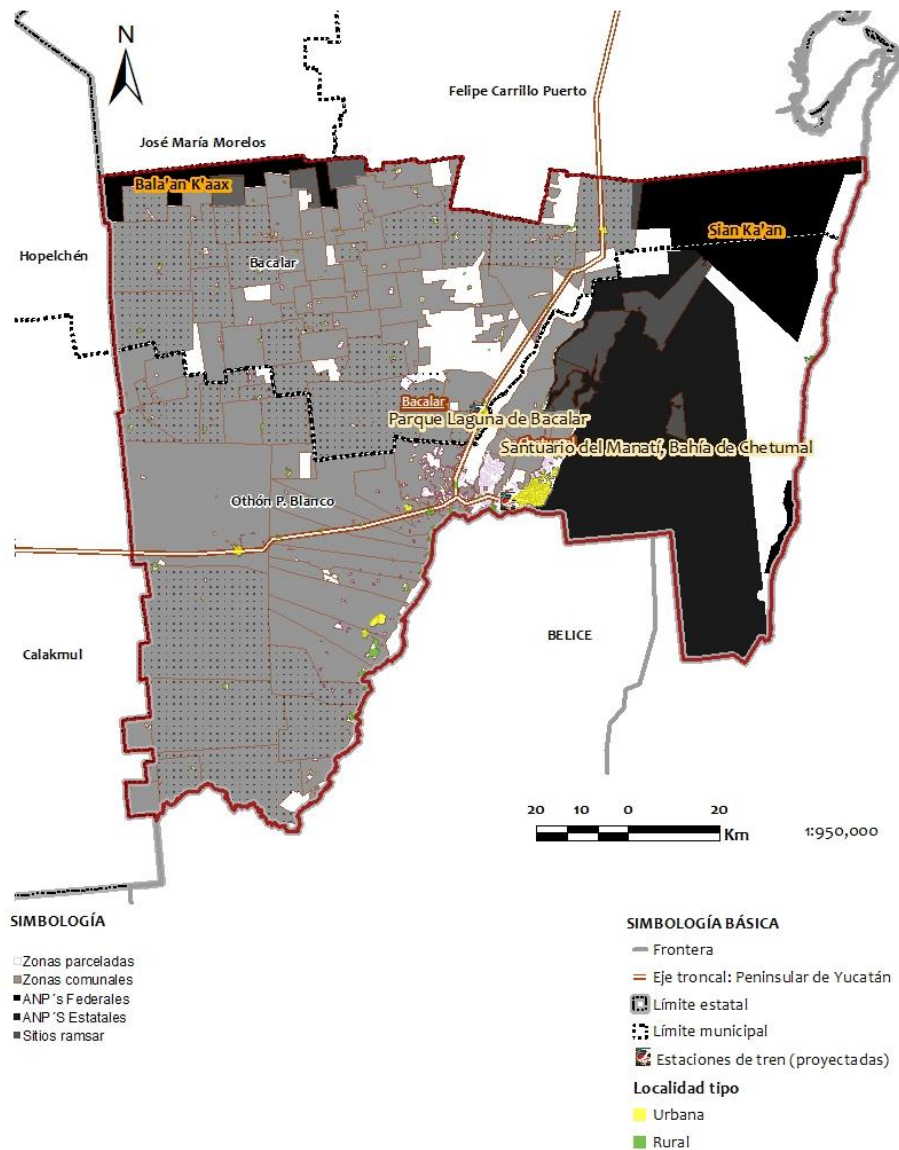 N
Felipe Carrillo Puerto
José María Morelos
Bala'an K'aax
Sian Ka'an
Hopelchén
Bacalar
Bacalar
Parque Laguna de Bacalar
Santuario del Manatí, Bahía de Chetumal
Othón P. Blanco
BELICE
Calakmul
20 10 0 20
Km
1:950,000
SIMBOLOGÍA
Zonas parceladas
Zonas comunales
ANP´s Federales
ANP´S Estatales
Sitios ramsar
SIMBOLOGÍA BÁSICA
Frontera
Eje troncal: Peninsular de Yucatán
Límite estatal
Límite municipal
Estaciones de tren (proyectadas)
Localidad tipo
Urbana
Rural